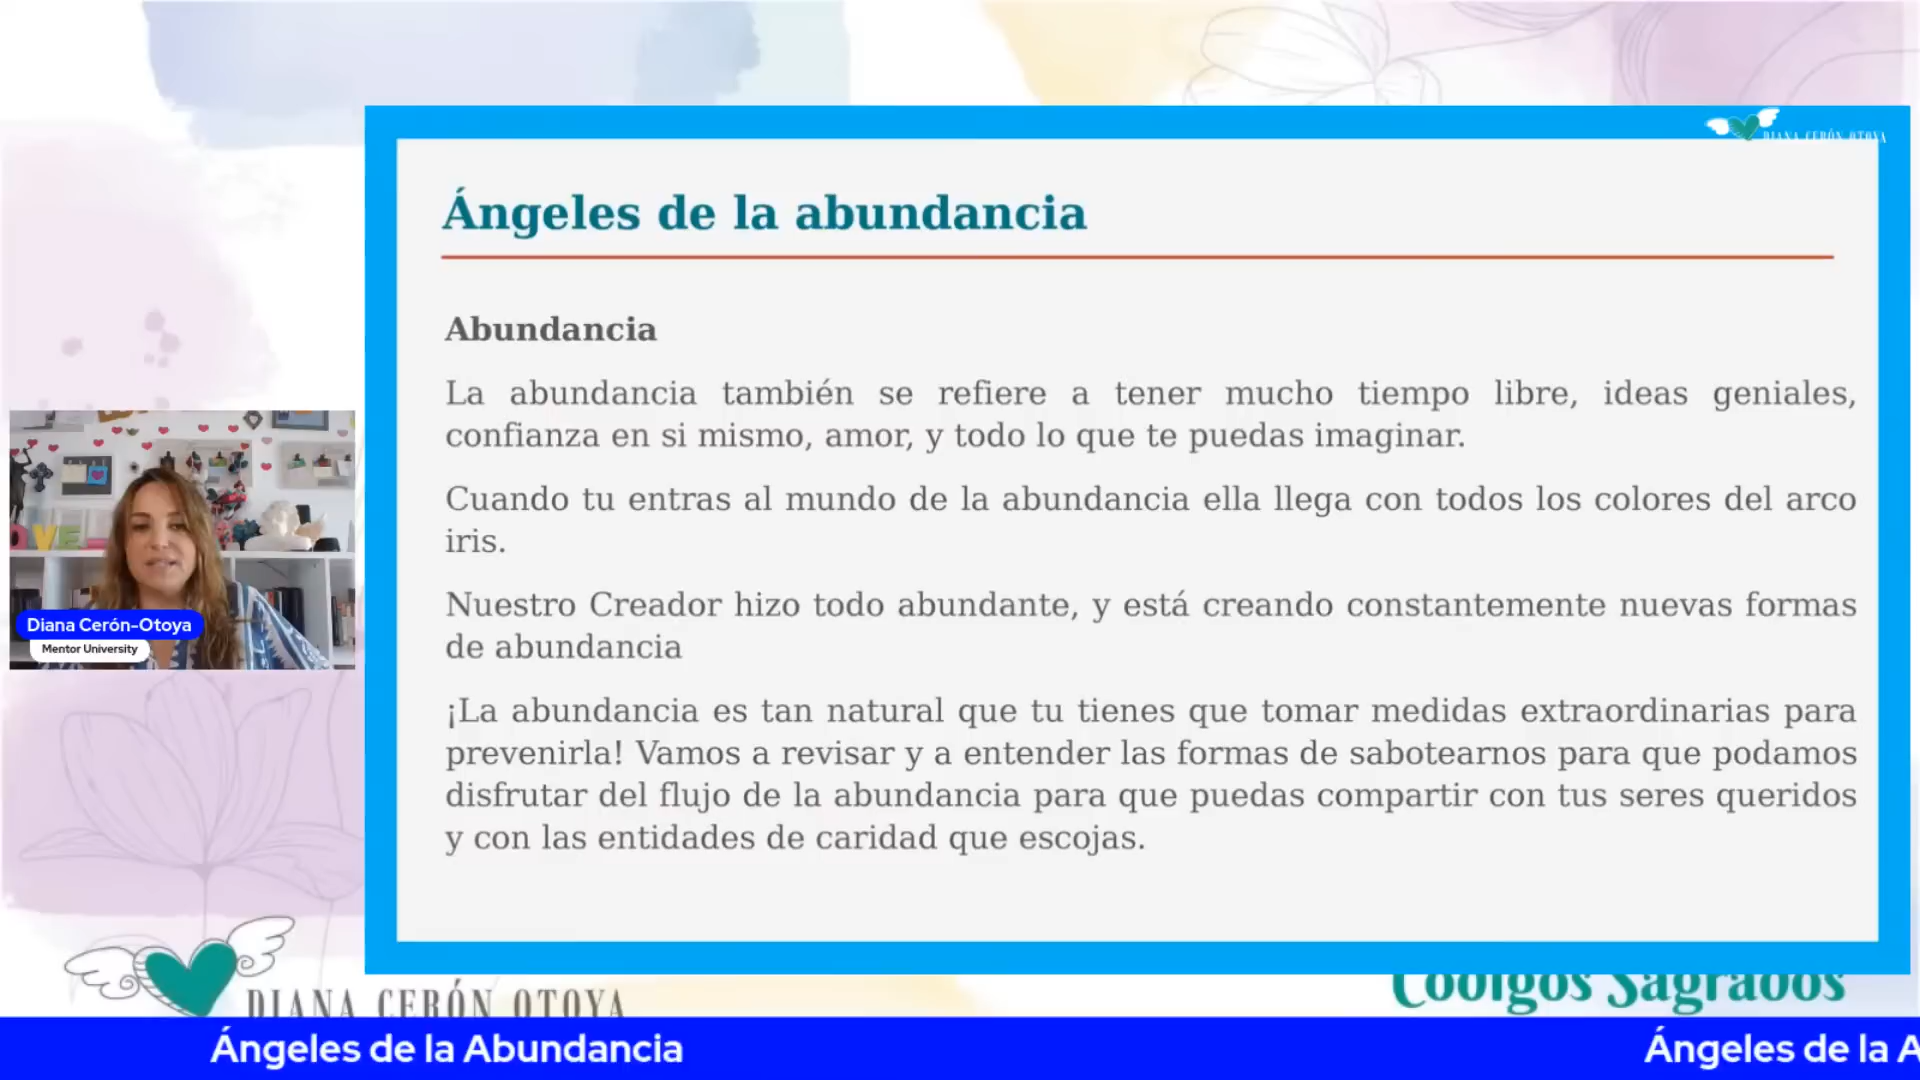 DIANA CERÓN OTOYA
Ángeles de la abundancia
Abundancia
La abundancia también se refiere a tener mucho tiempo libre, ideas geniales,
confianza en si mismo, amor, y todo lo que te puedas imaginar.
Cuando tu entras al mundo de la abundancia ella llega con todos los colores del arco
iris.
Nuestro Creador hizo todo abundante, y está creando constantemente nuevas formas
de abundancia
¡La abundancia es tan natural que tu tienes que tomar medidas extraordinarias para
prevenirla! Vamos a revisar y a entender las formas de sabotearnos para que podamos
disfrutar del flujo de la abundancia para que puedas compartir con tus seres queridos
y con las entidades de caridad que escojas.
VE
Diana Cerón-Otoya
Mentor University
DIANA CERÓN OTOYA
Códigos Sagrados
Ángeles de la Abundancia
Ángeles de la A